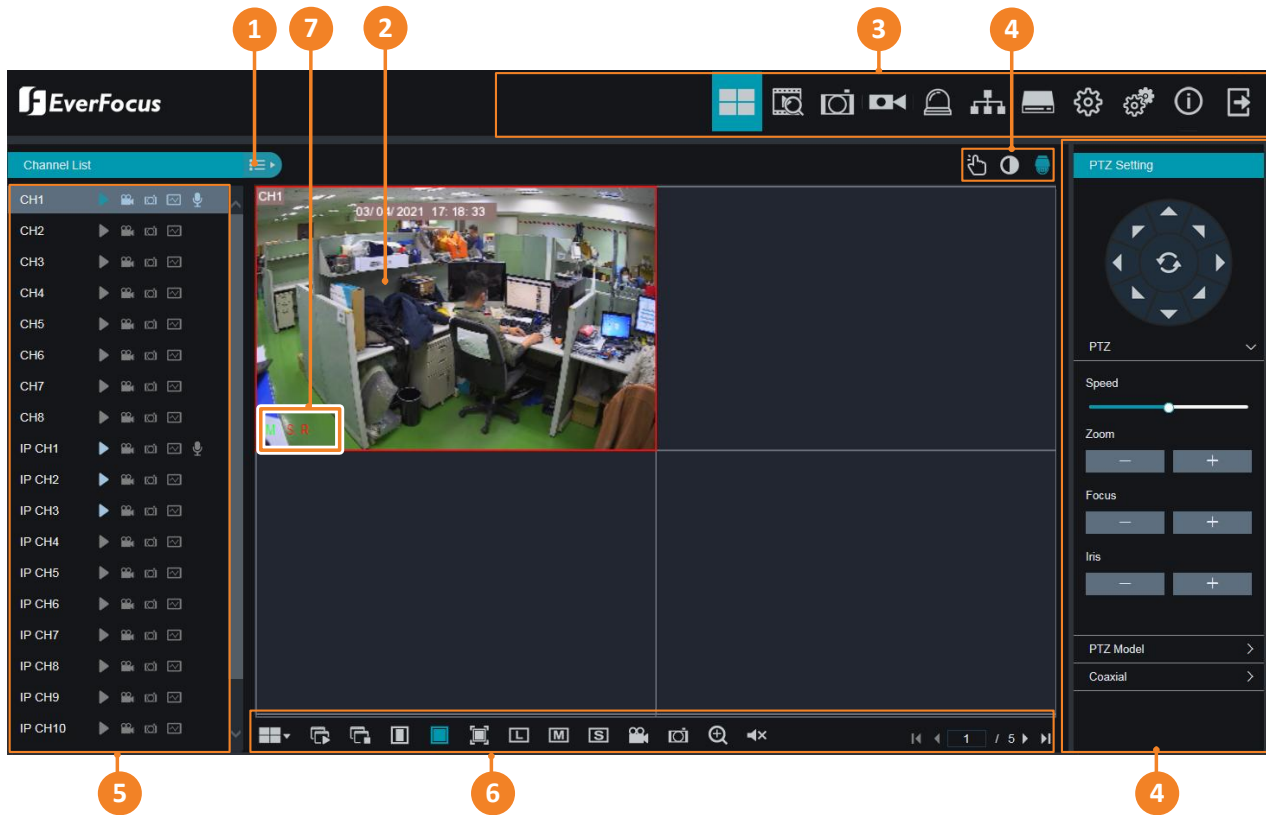 1 7 2 3 4
EverFocus
Channel List
PTZ Setting
CH1
CH2
CH3
CH4
CH5
CH6
CH7
CH8
IP CH1
IP CH2
IP CH3
IP CH4
IP CH5
IP CH6
IP CH7
IP CH8
IP CH9
IP CH10
CH1
03/04/2021 17:18:33
M S R
L M S
1 / 5
PTZ
Speed
Zoom
− +
Focus
− +
Iris
− +
PTZ Model
Coaxial
5 6 4